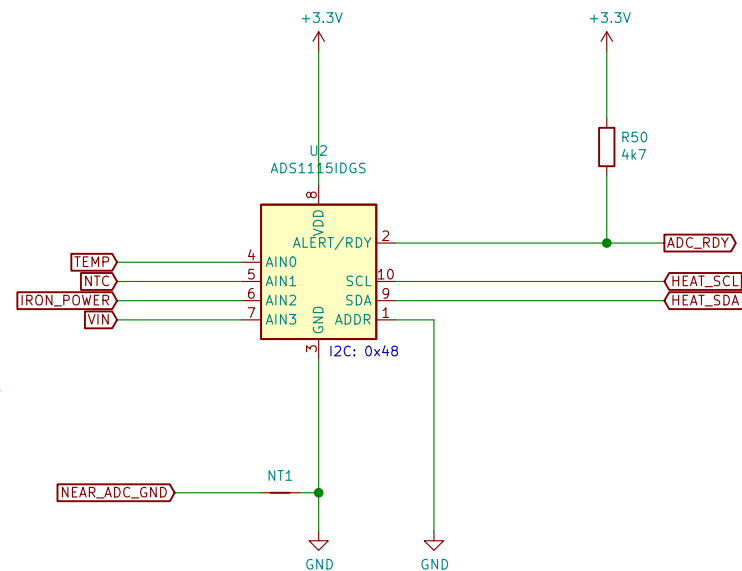 +3.3V
+3.3V
R50
4k7
U2
ADS1115IDGS
8
VDD
ALERT/RDY
2
ADC_RDY
TEMP
4
AIN0
NTC
5
AIN1
SCL
10
HEAT_SCL
IRON_POWER
6
AIN2
SDA
9
HEAT_SDA
VIN
7
AIN3
GND
ADDR
1
3
I2C: 0x48
NT1
NEAR_ADC_GND
GND
GND